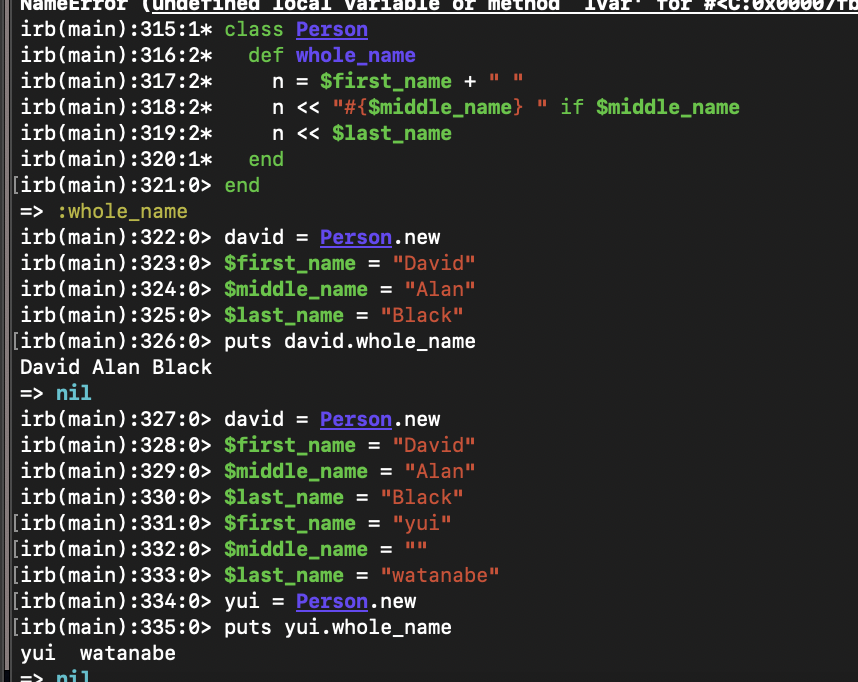 NameError (undefined local variable or method `lvar' for #<C:0x00007fb
irb(main):315:1* class Person
irb(main):316:2*   def whole_name
irb(main):317:2*     n = $first_name + " "
irb(main):318:2*     n << "#{$middle_name} " if $middle_name
irb(main):319:2*     n << $last_name
irb(main):320:1*   end
[irb(main):321:0> end
=> :whole_name
irb(main):322:0> david = Person.new
irb(main):323:0> $first_name = "David"
irb(main):324:0> $middle_name = "Alan"
irb(main):325:0> $last_name = "Black"
[irb(main):326:0> puts david.whole_name
David Alan Black
=> nil
irb(main):327:0> david = Person.new
irb(main):328:0> $first_name = "David"
irb(main):329:0> $middle_name = "Alan"
irb(main):330:0> $last_name = "Black"
[irb(main):331:0> $first_name = "yui"
[irb(main):332:0> $middle_name = ""
[irb(main):333:0> $last_name = "watanabe"
[irb(main):334:0> yui = Person.new
[irb(main):335:0> puts yui.whole_name
yui  watanabe
=> nil